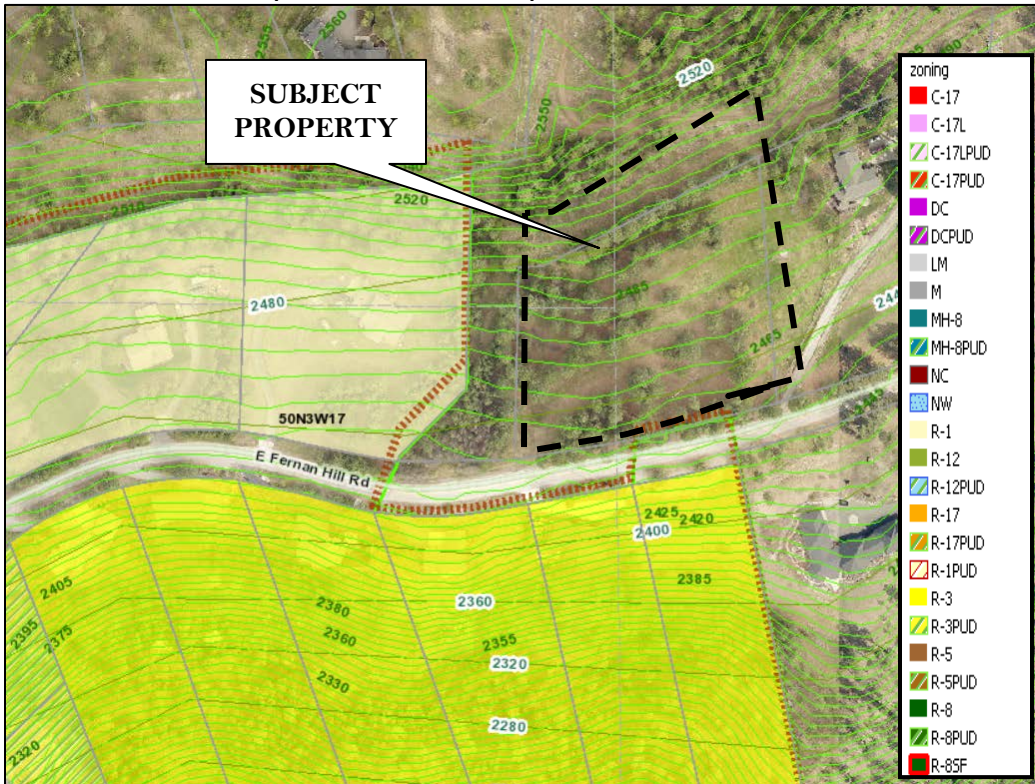 2560
2550
2560
2520
SUBJECT
PROPERTY
2550
2520
2510
2485
2480
2465
50N3W17
E Fernan Hill Rd
2425
2420
2400
2405
2385
2395
2375
2380
2360
2360
2355
2320
2330
2320
2280
zoning
C-17
C-17L
C-17LPUD
C-17PUD
DC
DCPUD
LM
M
MH-8
MH-8PUD
NC
NW
R-1
R-12
R-12PUD
R-17
R-17PUD
R-1PUD
R-3
R-3PUD
R-5
R-5PUD
R-8
R-8PUD
R-8SF